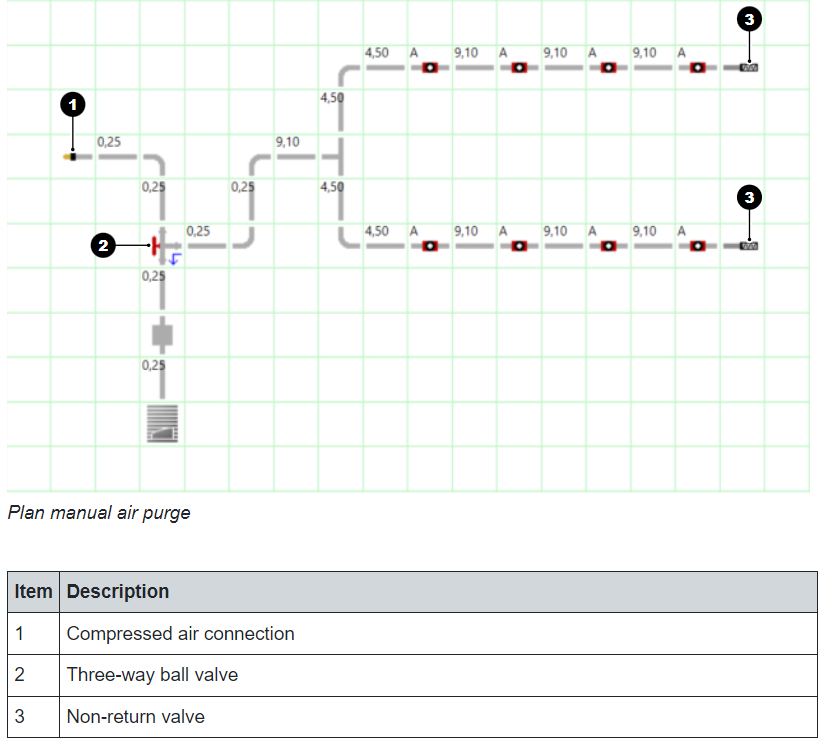 3
4,50 A 9,10 A 9,10 A 9,10 A
4,50
1
0,25
9,10
0,25
0,25
4,50
3
2
0,25
4,50 A 9,10 A 9,10 A 9,10 A
0,25
0,25
Plan manual air purge
Item Description
1 Compressed air connection
2 Three-way ball valve
3 Non-return valve